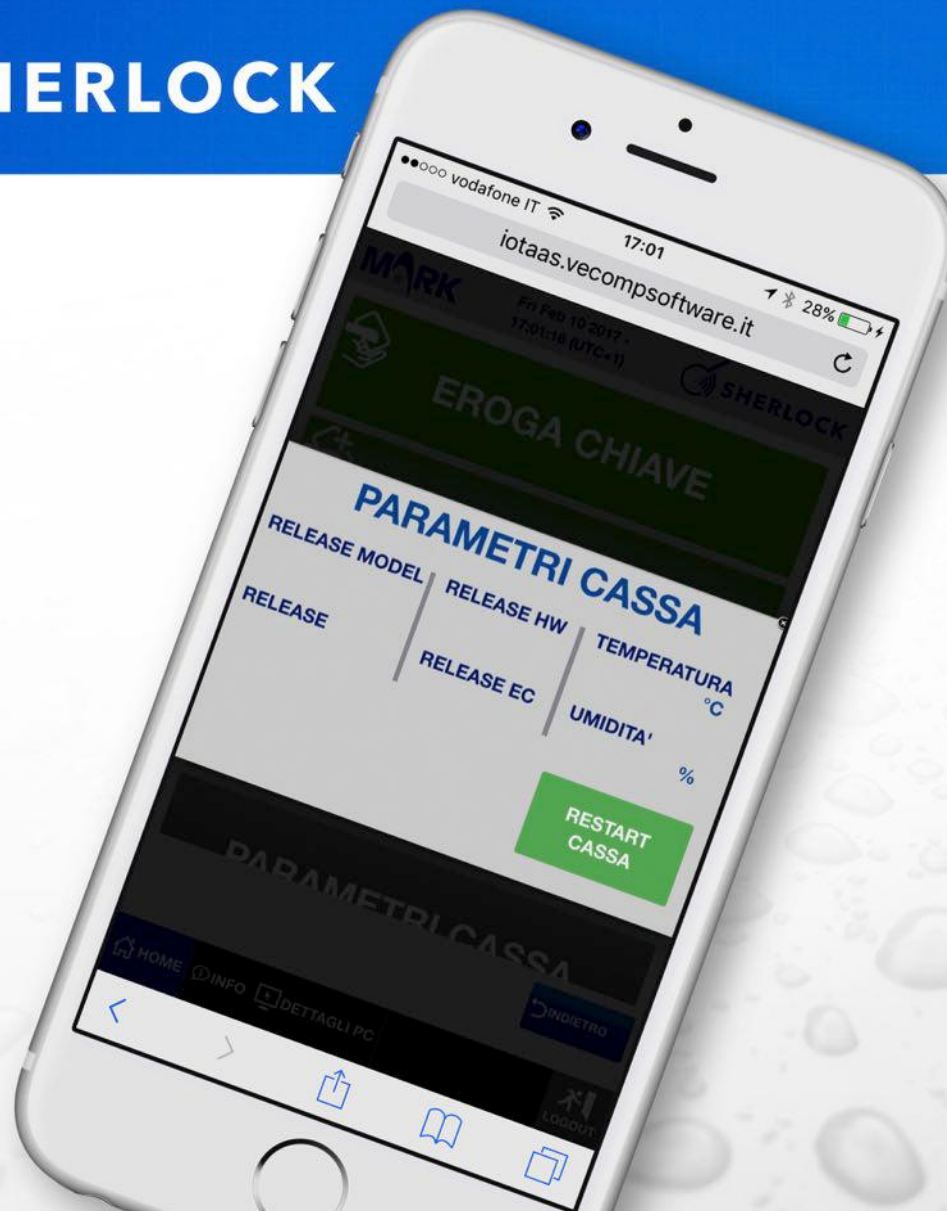 HERLOCK
vodafone IT
17:01
28%
iotaas.vecompsoftware.it
MARK
Fri Feb 10 2017 -
17:01:16 (UTC+1)
SHERLOCK
EROGA CHIAVE
PARAMETRI CASSA
RELEASE MODEL
RELEASE HW
TEMPERATURA
°C
RELEASE
RELEASE EC
UMIDITA'
%
RESTART
CASSA
PARAMETRI CASSA
HOME
INFO
DETTAGLI PC
INDIETRO
LOGOUT